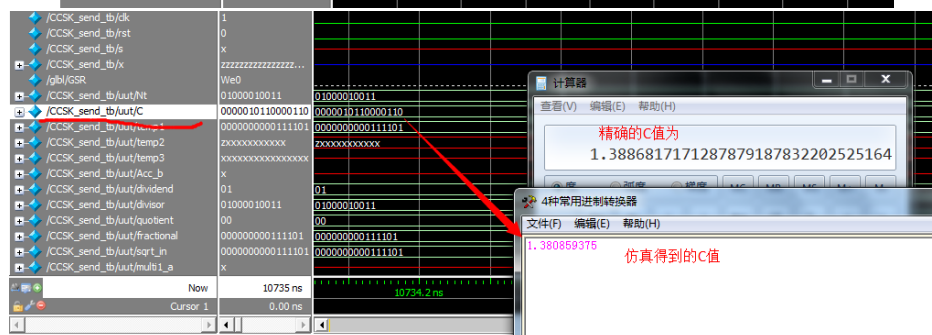 /CCSK_send_tb/clk 1
/CCSK_send_tb/rst 0
/CCSK_send_tb/s x
/CCSK_send_tb/x zzzzzzzzzzzzzzzz...
/glbl/GSR We0
/CCSK_send_tb/uut/Nt 01000010011 01000010011
/CCSK_send_tb/uut/C 0000010110000110 0000010110000110
/CCSK_send_tb/uut/temp1 0000000000111101 0000000000111101
/CCSK_send_tb/uut/temp2 zxxxxxxxxxxx zxxxxxxxxxxx
/CCSK_send_tb/uut/temp3 xxxxxxxxxxxxxxxx
/CCSK_send_tb/uut/Acc_b x
/CCSK_send_tb/uut/dividend 01 01
/CCSK_send_tb/uut/divisor 01000010011 01000010011
/CCSK_send_tb/uut/quotient 00 00
/CCSK_send_tb/uut/fractional 000000000111101 000000000111101
/CCSK_send_tb/uut/sqrt_in 0000000000111101 0000000000111101
/CCSK_send_tb/uut/multi1_a x
Now 10735 ns
10734.2 ns
Cursor 1 0.00 ns
计算器
查看(V) 编辑(E) 帮助(H)
精确的C值为
1.3886817171287879187832202525164
4种常用进制转换器
文件(F) 编辑(E) 帮助(H)
1.380859375
仿真得到的C值